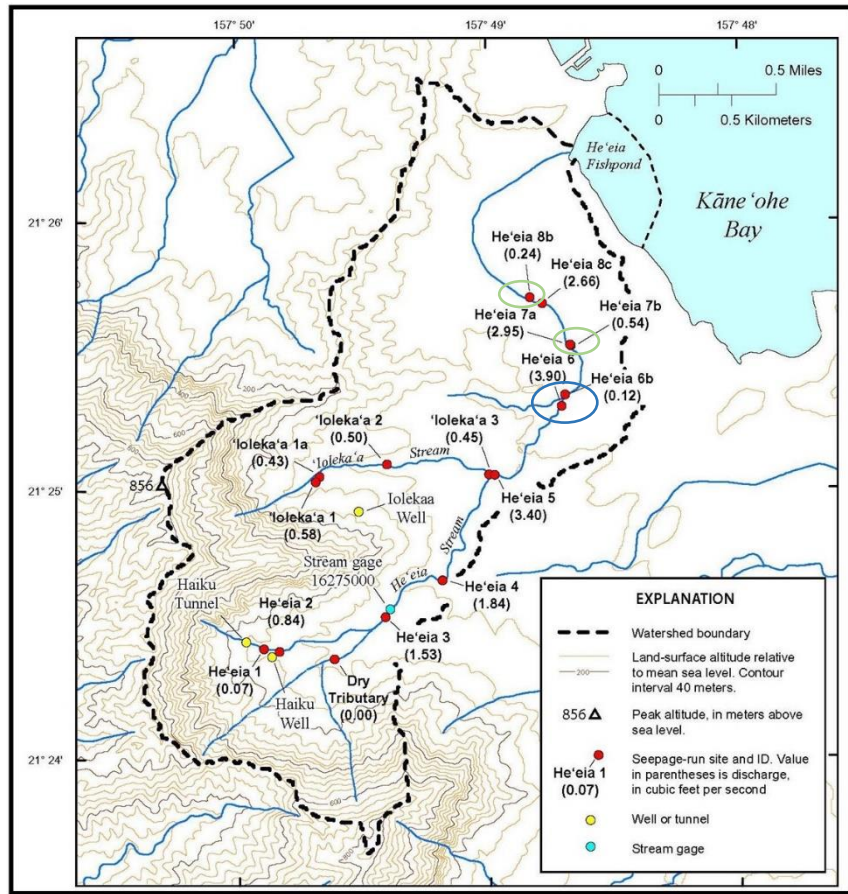 157° 50'
157° 49'
157° 48'
0
0.5 Miles
0
0.5 Kilometers
He‘eia
Fishpond
Kāne‘ohe
Bay
21° 26'
He‘eia 8b
(0.24)
He‘eia 8c
(2.66)
He‘eia 7a
(2.95)
He‘eia 7b
(0.54)
He‘eia 6
(3.90)
He‘eia 6b
(0.12)
200
600
800
600
‘Ioleka‘a 2
(0.50)
‘Ioleka‘a 3
(0.45)
‘Ioleka‘a 1a
(0.43)
‘Ioleka‘a
Stream
856
21° 25'
Iolekaa
Well
He‘eia 5
(3.40)
‘Ioleka‘a 1
(0.58)
Stream gage
16275000
He‘eia
Stream
He‘eia 4
(1.84)
Haiku
Tunnel
He‘eia 2
(0.84)
He‘eia 3
(1.53)
He‘eia 1
(0.07)
Haiku
Well
Dry
Tributary
(0.00)
21° 24'
600
800
EXPLANATION
Watershed boundary
Land-surface altitude relative
to mean sea level. Contour
interval 40 meters.
200
856
Peak altitude, in meters above
sea level.
He‘eia 1
(0.07)
Seepage-run site and ID. Value
in parentheses is discharge,
in cubic feet per second
Well or tunnel
Stream gage